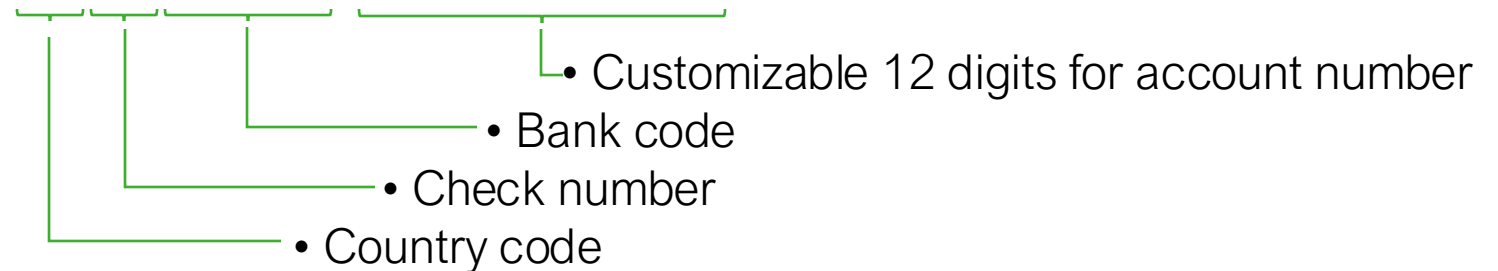 • Customizable 12 digits for account number
• Bank code
• Check number
• Country code